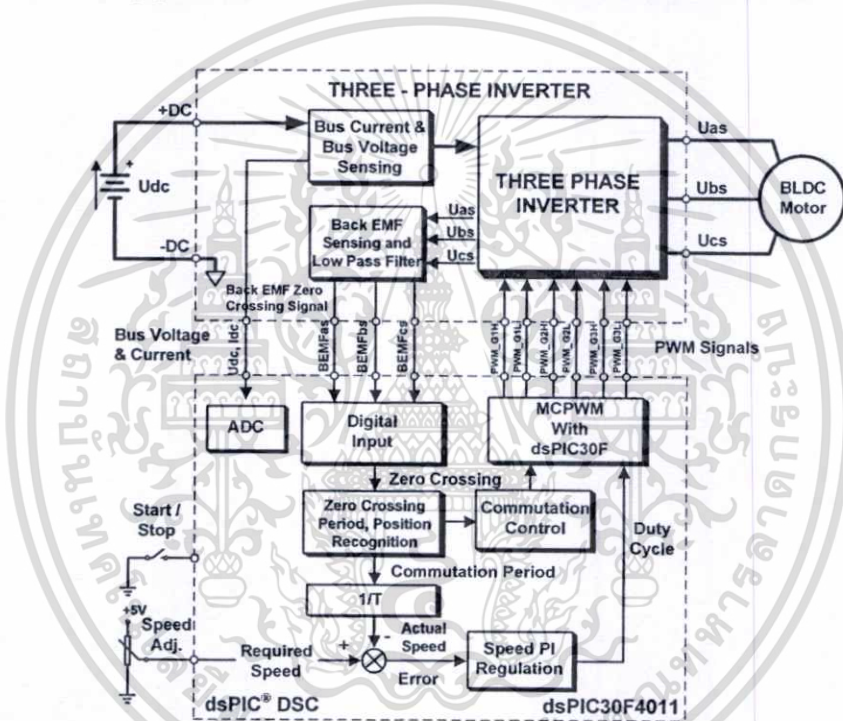 THREE - PHASE INVERTER
+DC
Bus Current &
Bus Voltage
Sensing
Uas
Udc
+
THREE PHASE
INVERTER
Ubs
BLDC
Motor
Ucs
Back EMF
Sensing and
Low Pass Filter
Uas
Ubs
Ucs
-DC
Back EMF Zero
Crossing Signal
Bus Voltage
& Current
Udc, Idc
BEMFas
BEMFbs
BEMFcs
PWM_G1H
PWM_G1L
PWM_G2H
PWM_G2L
PWM_G3H
PWM_G3L
PWM Signals
ADC
Digital
Input
MCPWM
With
dsPIC30F
Zero Crossing
Start /
Stop
Zero Crossing
Period, Position
Recognition
Commutation
Control
Duty
Cycle
Commutation Period
1/T
+5V
Speed
Adj.
Required
Speed
+
-
Actual
Speed
Error
Speed PI
Regulation
dsPIC® DSC
dsPIC30F4011